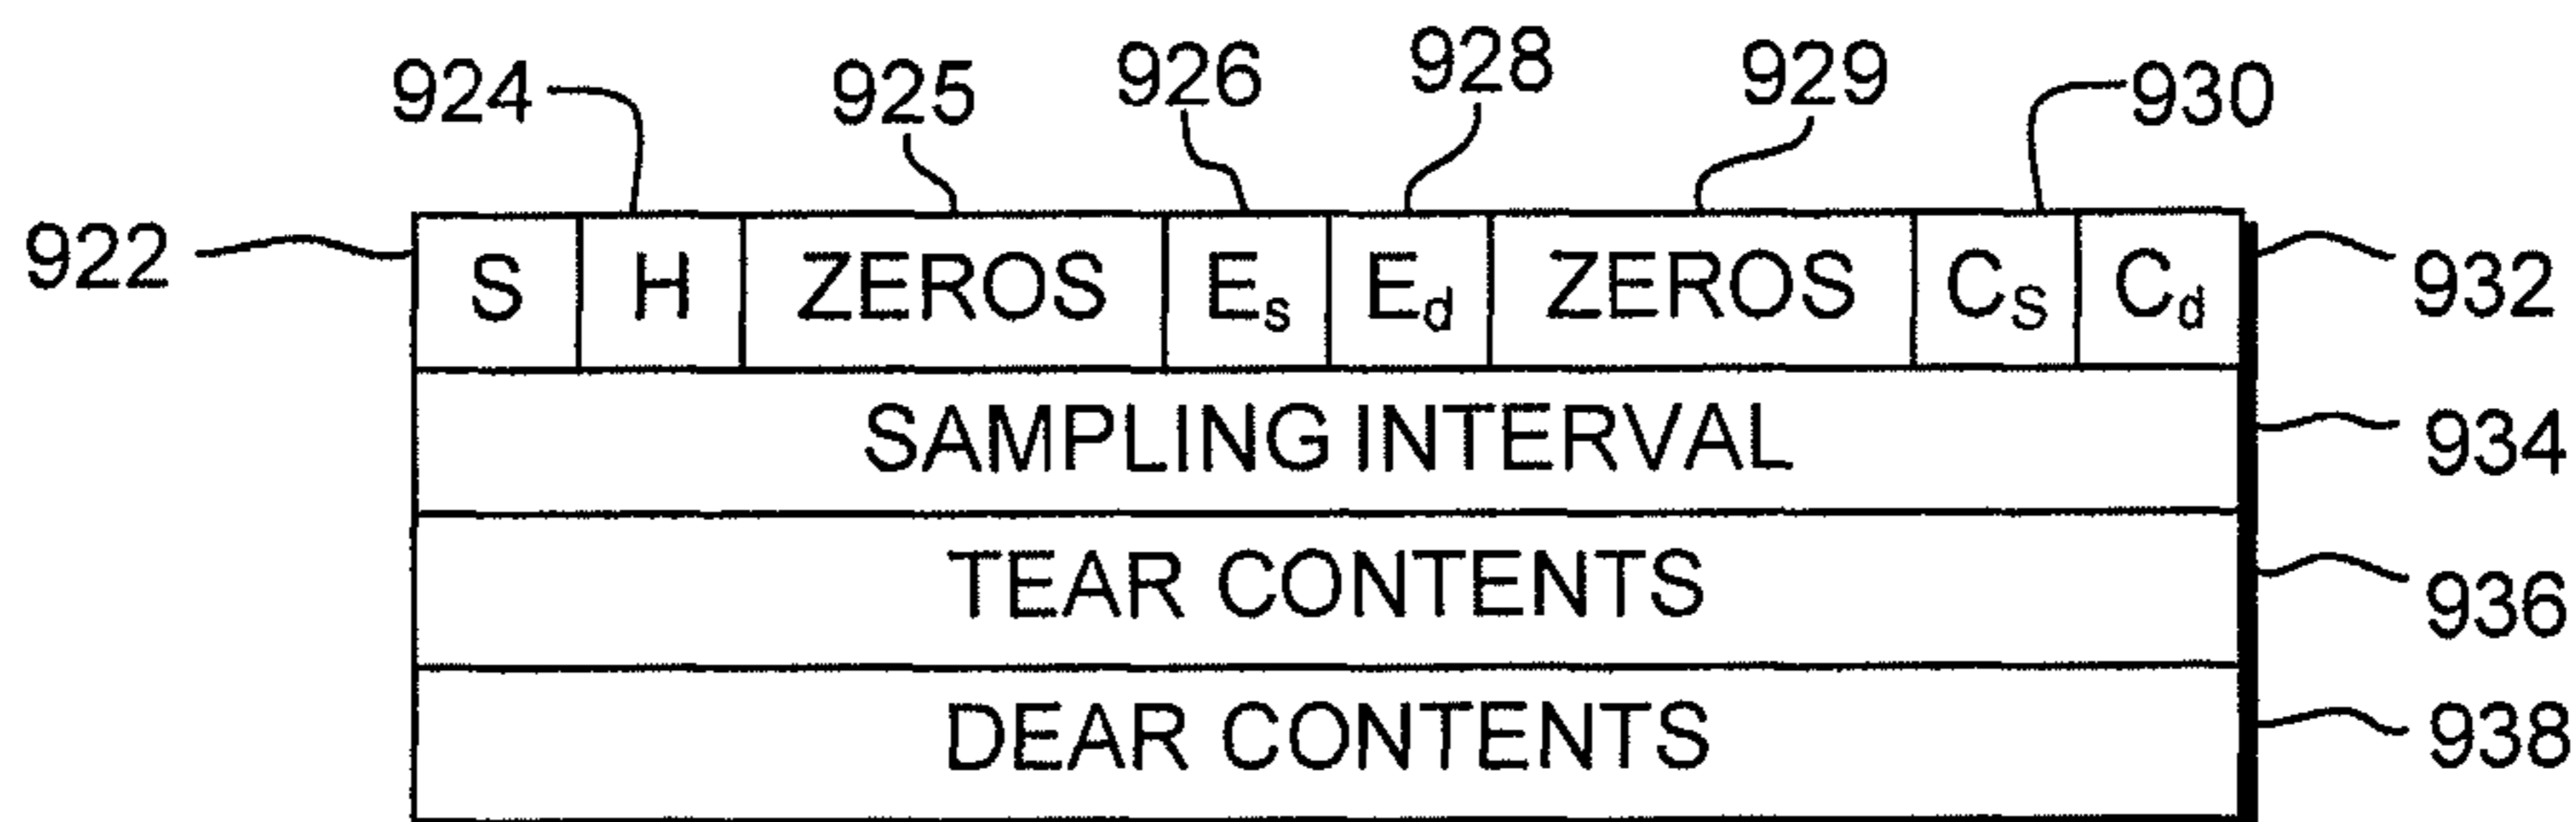 924 925 926 928 929 930
922 S H ZEROS Es Ed ZEROS CS Cd 932
SAMPLING INTERVAL 934
TEAR CONTENTS 936
DEAR CONTENTS 938